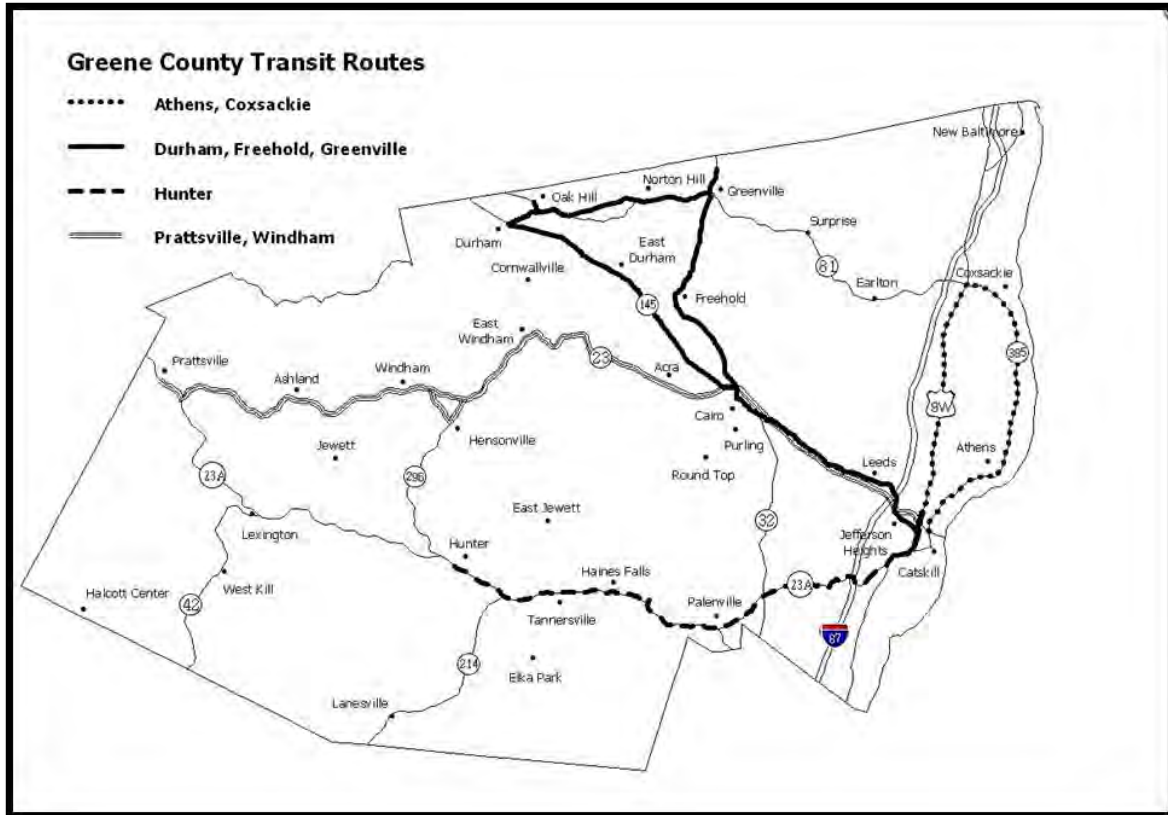 Greene County Transit Routes
Athens, Coxsackie
Durham, Freehold, Greenville
Hunter
Prattsville, Windham
New Baltimore
Norton Hill
Oak Hill
Greenville
Surprise
Durham
East
Durham
Cornwallville
81
Coxsackie
Earlton
145
Freehold
East
Windham
23
385
Prattsville
Ashland
Windham
Acra
9W
Cairo
Hensonville
Purling
Jewett
Athens
Leeds
23A
296
Round Top
Lexington
East Jewett
32
Jefferson
Heights
Hunter
Haines Falls
Catskill
West Kill
23A
Halcott Center
42
Tannersville
Palenville
87
214
Elka Park
Lanesville